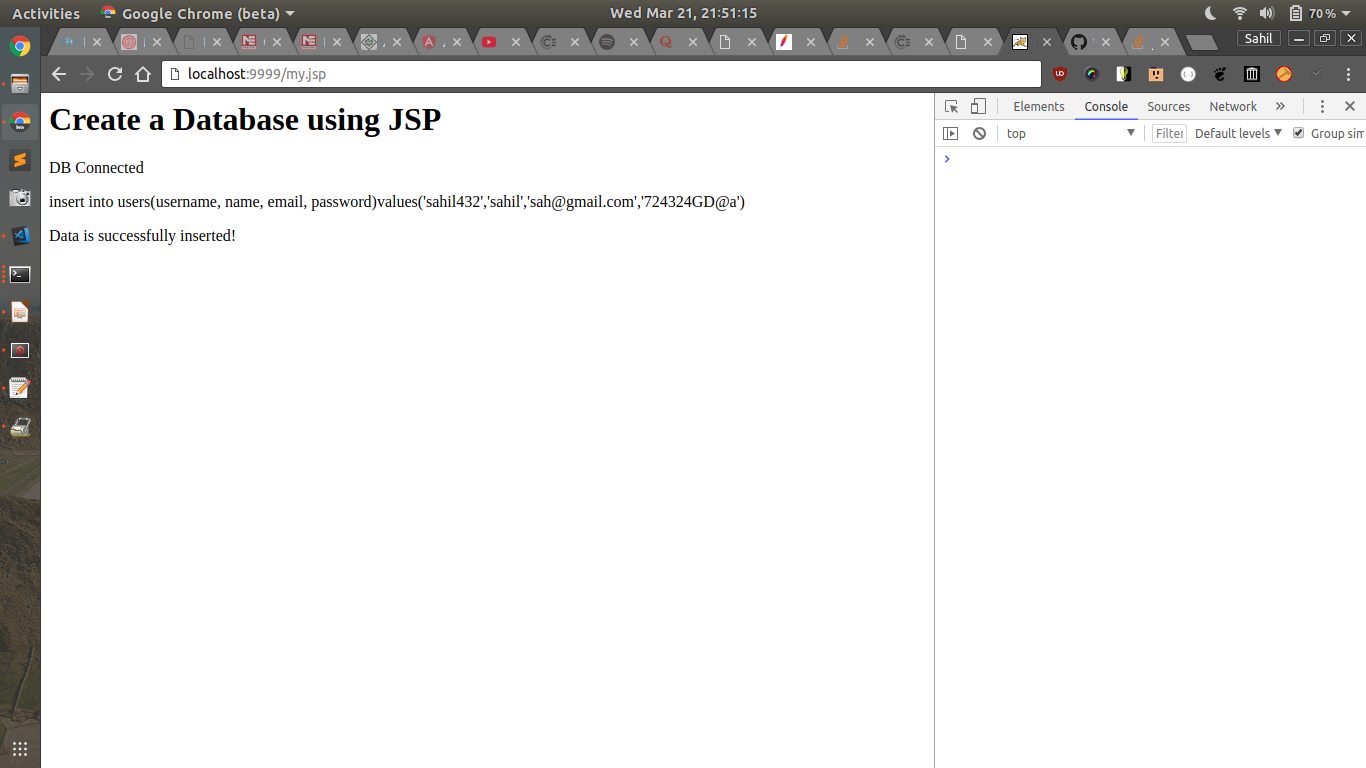 Activities Google Chrome (beta) Wed Mar 21, 21:51:15 70%
Sahil
localhost:9999/my.jsp
Elements Console Sources Network »
top Filter Default levels Group sim
Create a Database using JSP
DB Connected
insert into users(username, name, email, password)values('sahil432','sahil','sah@gmail.com','724324GD@a')
Data is successfully inserted!